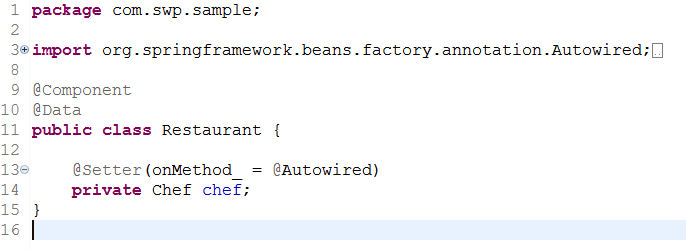 1 package com.swp.sample;
2
3 import org.springframework.beans.factory.annotation.Autowired;
8
9 @Component
10 @Data
11 public class Restaurant {
12
13 @Setter(onMethod_ = @Autowired)
14 private Chef chef;
15 }
16